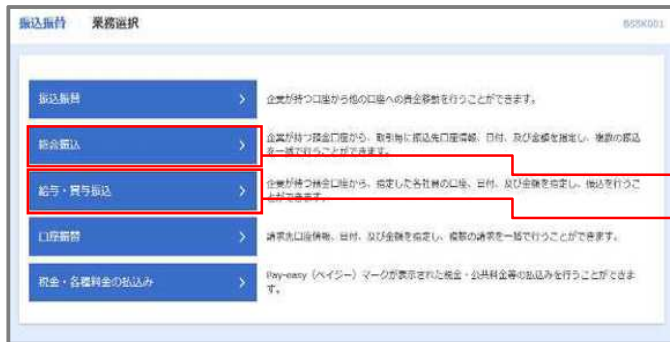 振込振替 業務選択 BSSK001
振込振替 企業が持つ口座から他の口座への資金移動を行うことができます。
総合振込 企業が持つ預金口座から、取引毎に振込先口座情報、日付、及び金額を指定し、複数の振込
を一括で行うことができます。
給与・賞与振込 企業が持つ預金口座から、指定した各社員の口座、日付、及び金額を指定し、振込を行うこ
とができます。
口座振替 請求先口座情報、日付、及び金額を指定し、複数の請求を一括で行うことができます。
税金・各種料金の払込み Pay-easy（ペイジー）マークが表示された税金・公共料金等の払込みを行うことができま
す。